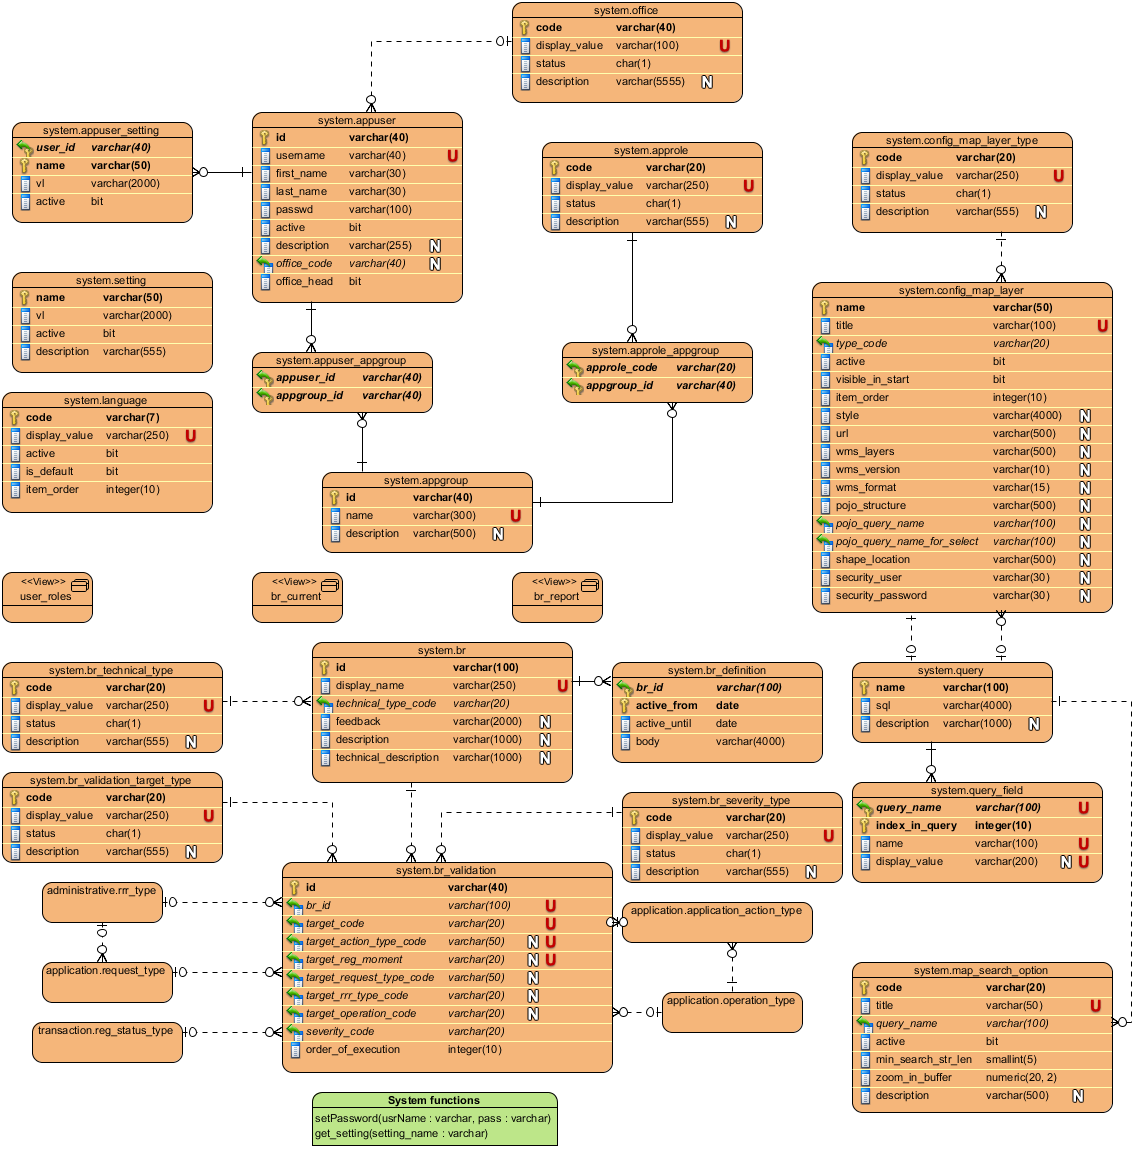 system.office
code varchar(40)
display_value varchar(100) U
status char(1)
description varchar(5555) N
system.appuser_setting
user_id varchar(40)
name varchar(50)
vl varchar(2000)
active bit
system.appuser
id varchar(40)
username varchar(40) U
first_name varchar(30)
last_name varchar(30)
passwd varchar(100)
active bit
description varchar(255) N
office_code varchar(40) N
office_head bit
system.approle
code varchar(20)
display_value varchar(250) U
status char(1)
description varchar(555) N
system.config_map_layer_type
code varchar(20)
display_value varchar(250) U
status char(1)
description varchar(555) N
system.setting
name varchar(50)
vl varchar(2000)
active bit
description varchar(555)
system.config_map_layer
name varchar(50)
title varchar(100) U
type_code varchar(20)
active bit
visible_in_start bit
item_order integer(10)
style varchar(4000) N
url varchar(500) N
wms_layers varchar(500) N
wms_version varchar(10) N
wms_format varchar(15) N
pojo_structure varchar(500) N
pojo_query_name varchar(100) N
pojo_query_name_for_select varchar(100) N
shape_location varchar(500) N
security_user varchar(30) N
security_password varchar(30) N
system.appuser_appgroup
appuser_id varchar(40)
appgroup_id varchar(40)
system.approle_appgroup
approle_code varchar(20)
appgroup_id varchar(40)
system.language
code varchar(7)
display_value varchar(250) U
active bit
is_default bit
item_order integer(10)
system.appgroup
id varchar(40)
name varchar(300) U
description varchar(500) N
<<View>>
user_roles
<<View>>
br_current
<<View>>
br_report
system.br_technical_type
code varchar(20)
display_value varchar(250) U
status char(1)
description varchar(555) N
system.br
id varchar(100)
display_name varchar(250) U
technical_type_code varchar(20)
feedback varchar(2000) N
description varchar(1000) N
technical_description varchar(1000) N
system.br_definition
br_id varchar(100)
active_from date
active_until date
body varchar(4000)
system.query
name varchar(100)
sql varchar(4000)
description varchar(1000) N
system.br_validation_target_type
code varchar(20)
display_value varchar(250) U
status char(1)
description varchar(555) N
system.br_severity_type
code varchar(20)
display_value varchar(250) U
status char(1)
description varchar(555) N
system.query_field
query_name varchar(100) U
index_in_query integer(10)
name varchar(100) U
display_value varchar(200) N U
system.br_validation
id varchar(40)
br_id varchar(100) U
target_code varchar(20) U
target_action_type_code varchar(50) N U
target_reg_moment varchar(20) N U
target_request_type_code varchar(50) N
target_rrr_type_code varchar(20) N
target_operation_code varchar(20) N
severity_code varchar(20)
order_of_execution integer(10)
administrative.rrr_type
application.request_type
transaction.reg_status_type
application.application_action_type
application.operation_type
system.map_search_option
code varchar(20)
title varchar(50) U
query_name varchar(100)
active bit
min_search_str_len smallint(5)
zoom_in_buffer numeric(20, 2)
description varchar(500) N
System functions
setPassword(usrName : varchar, pass : varchar)
get_setting(setting_name : varchar)